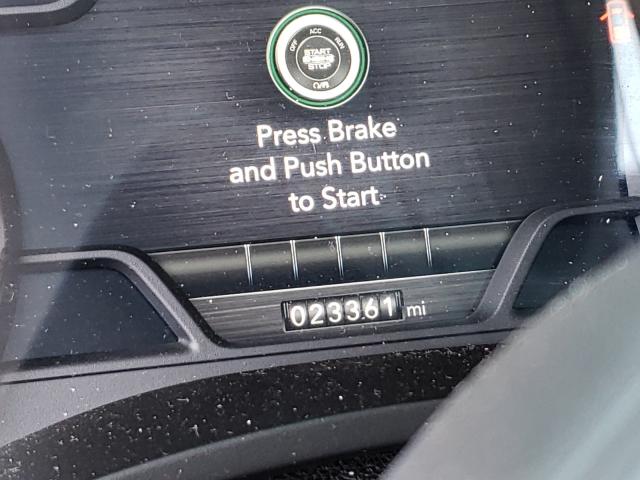 ACC
OFF RUN
START
ENGINE
STOP
Press Brake
and Push Button
to Start
023361 mi